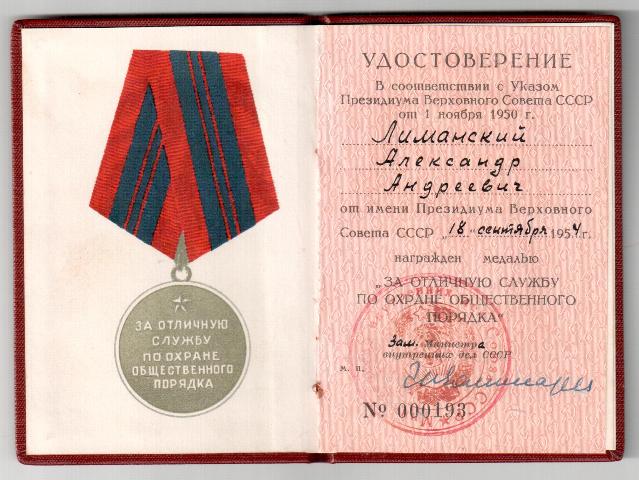 ЗА ОТЛИЧНУЮ
СЛУЖБУ
ПО ОХРАНЕ
ОБЩЕСТВЕННОГО
ПОРЯДКА
УДОСТОВЕРЕНИЕ
В соответствии с Указом
Президиума Верховного Совета СССР
от 1 ноября 1950 г.
Лиманский
Александр
Андреевич
от имени Президиума Верховного
Совета СССР „18“ сентября 1954 г.
награжден медалью
„ЗА ОТЛИЧНУЮ СЛУЖБУ
ПО ОХРАНЕ ОБЩЕСТВЕННОГО
ПОРЯДКА“
Зам. Министра
внутренних дел СССР
м. п.
№ 000193